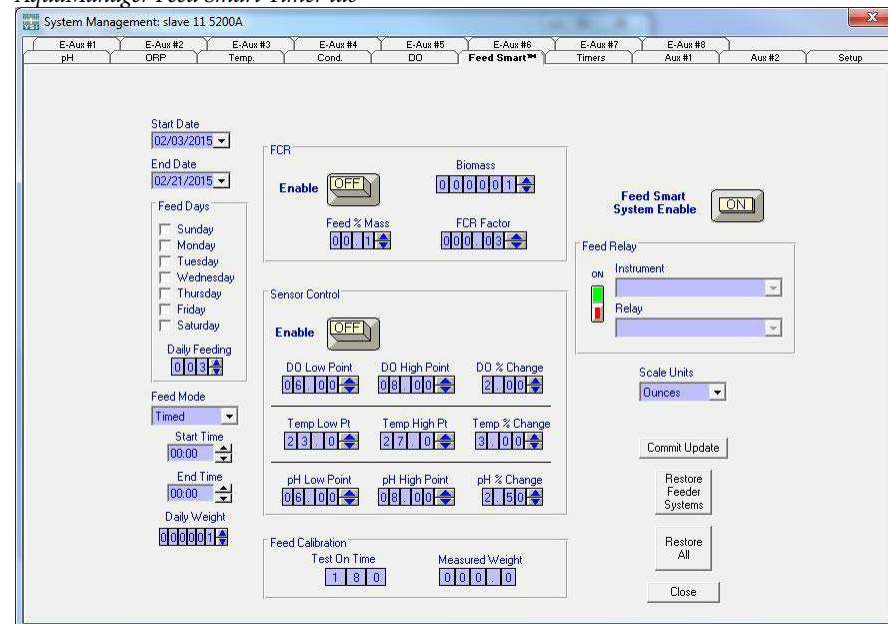 AquaManager Feed Smart Timer tab
System Management: slave 11 5200A
E-Aux #1 E-Aux #2 E-Aux #3 E-Aux #4 E-Aux #5 E-Aux #6 E-Aux #7 E-Aux #8
pH ORP Temp. Cond. DO Feed Smart™ Timers Aux #1 Aux #2 Setup
Start Date
02/03/2015
End Date
02/21/2015
Feed Days
Sunday
Monday
Tuesday
Wednesday
Thursday
Friday
Saturday
Daily Feeding
003
Feed Mode
Timed
Start Time
00:00
End Time
00:00
Daily Weight
000001
FCR
Enable OFF
Biomass
000001
Feed % Mass
00.1
FCR Factor
000.03
Sensor Control
Enable OFF
DO Low Point DO High Point DO % Change
06.00 08.00 2.00
Temp Low Pt Temp High Pt Temp % Change
23.0 27.0 3.00
pH Low Point pH High Point pH % Change
06.00 08.00 2.50
Feed Calibration
Test On Time Measured Weight
180 000.0
Feed Smart
System Enable ON
Feed Relay
ON
Instrument
Relay
Scale Units
Ounces
Commit Update
Restore
Feeder
Systems
Restore
All
Close